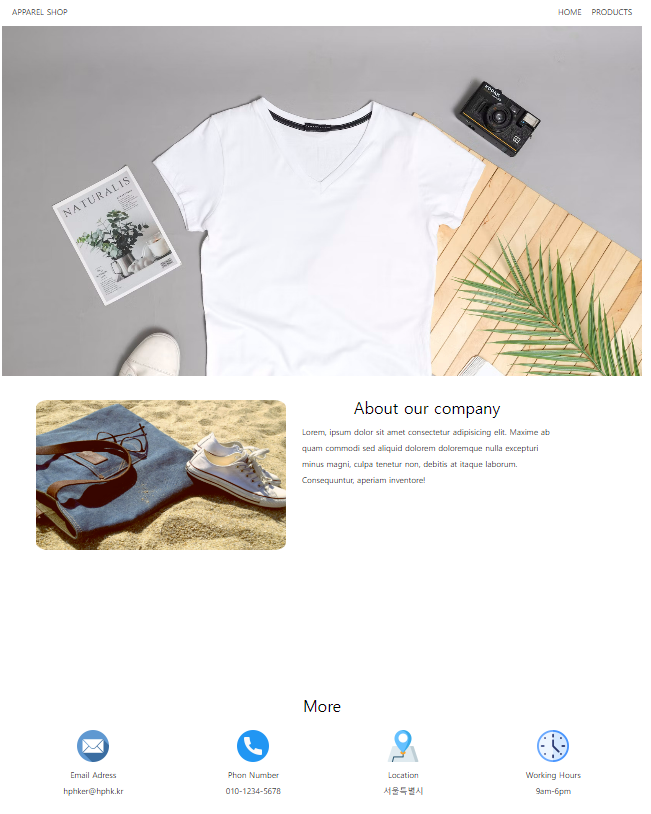 APPAREL SHOP
HOME PRODUCTS
NATURALIS
KODAK
About our company
Lorem, ipsum dolor sit amet consectetur adipisicing elit. Maxime ab
quam commodi sed aliquid dolorem doloremque nulla excepturi
minus magni, culpa tenetur non, debitis at itaque laborum.
Consequuntur, aperiam inventore!
More
Email Adress
Phon Number
Location
Working Hours
hphker@hphk.kr
010-1234-5678
서울특별시
9am-6pm